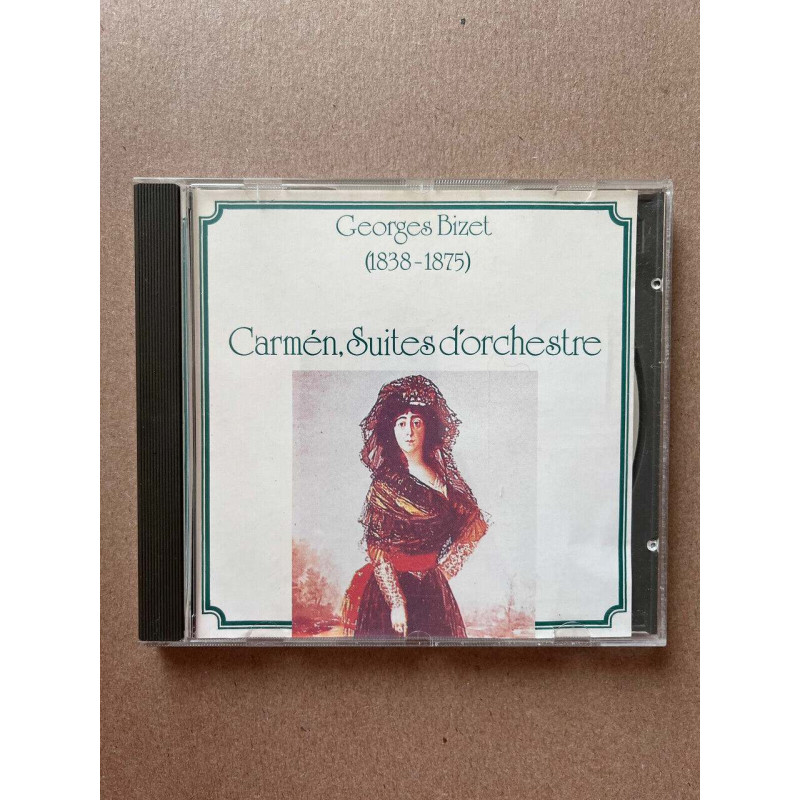 Georges Bizet
(1838-1875)
Carmén, Suites d'orchestre